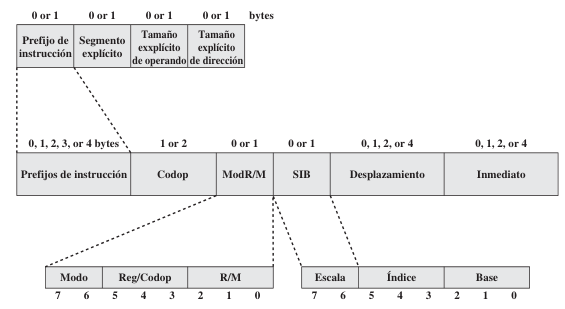 0 or 1 0 or 1 0 or 1 0 or 1 bytes
Prefijo de instrucción Segmento explícito Tamaño exxplícito de operando Tamaño explícito de dirección
0, 1, 2, 3, or 4 bytes 1 or 2 0 or 1 0 or 1 0, 1, 2, or 4 0, 1, 2, or 4
Prefijos de instrucción Codop ModR/M SIB Desplazamiento Inmediato
Modo Reg/Codop R/M Escala Índice Base
7 6 5 4 3 2 1 0 7 6 5 4 3 2 1 0